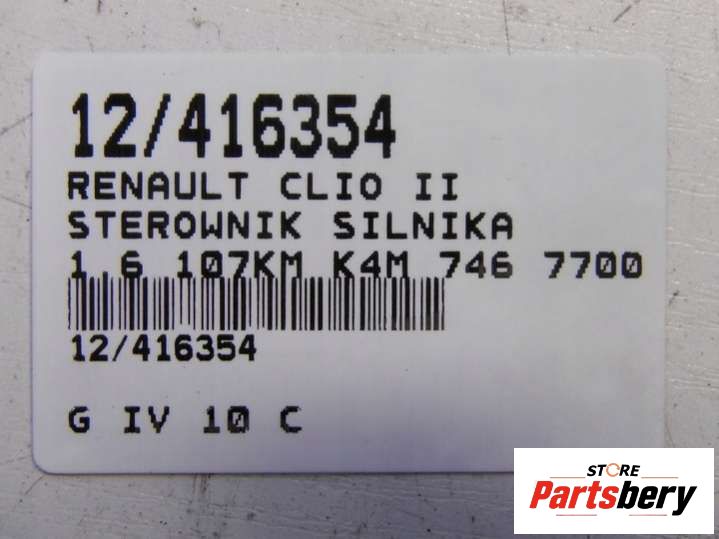 12/416354
RENAULT CLIO II
STEROWNIK SILNIKA
1.6 107KM K4M 746 7700
12/416354
G IV 10 C
STORE
Partsbery